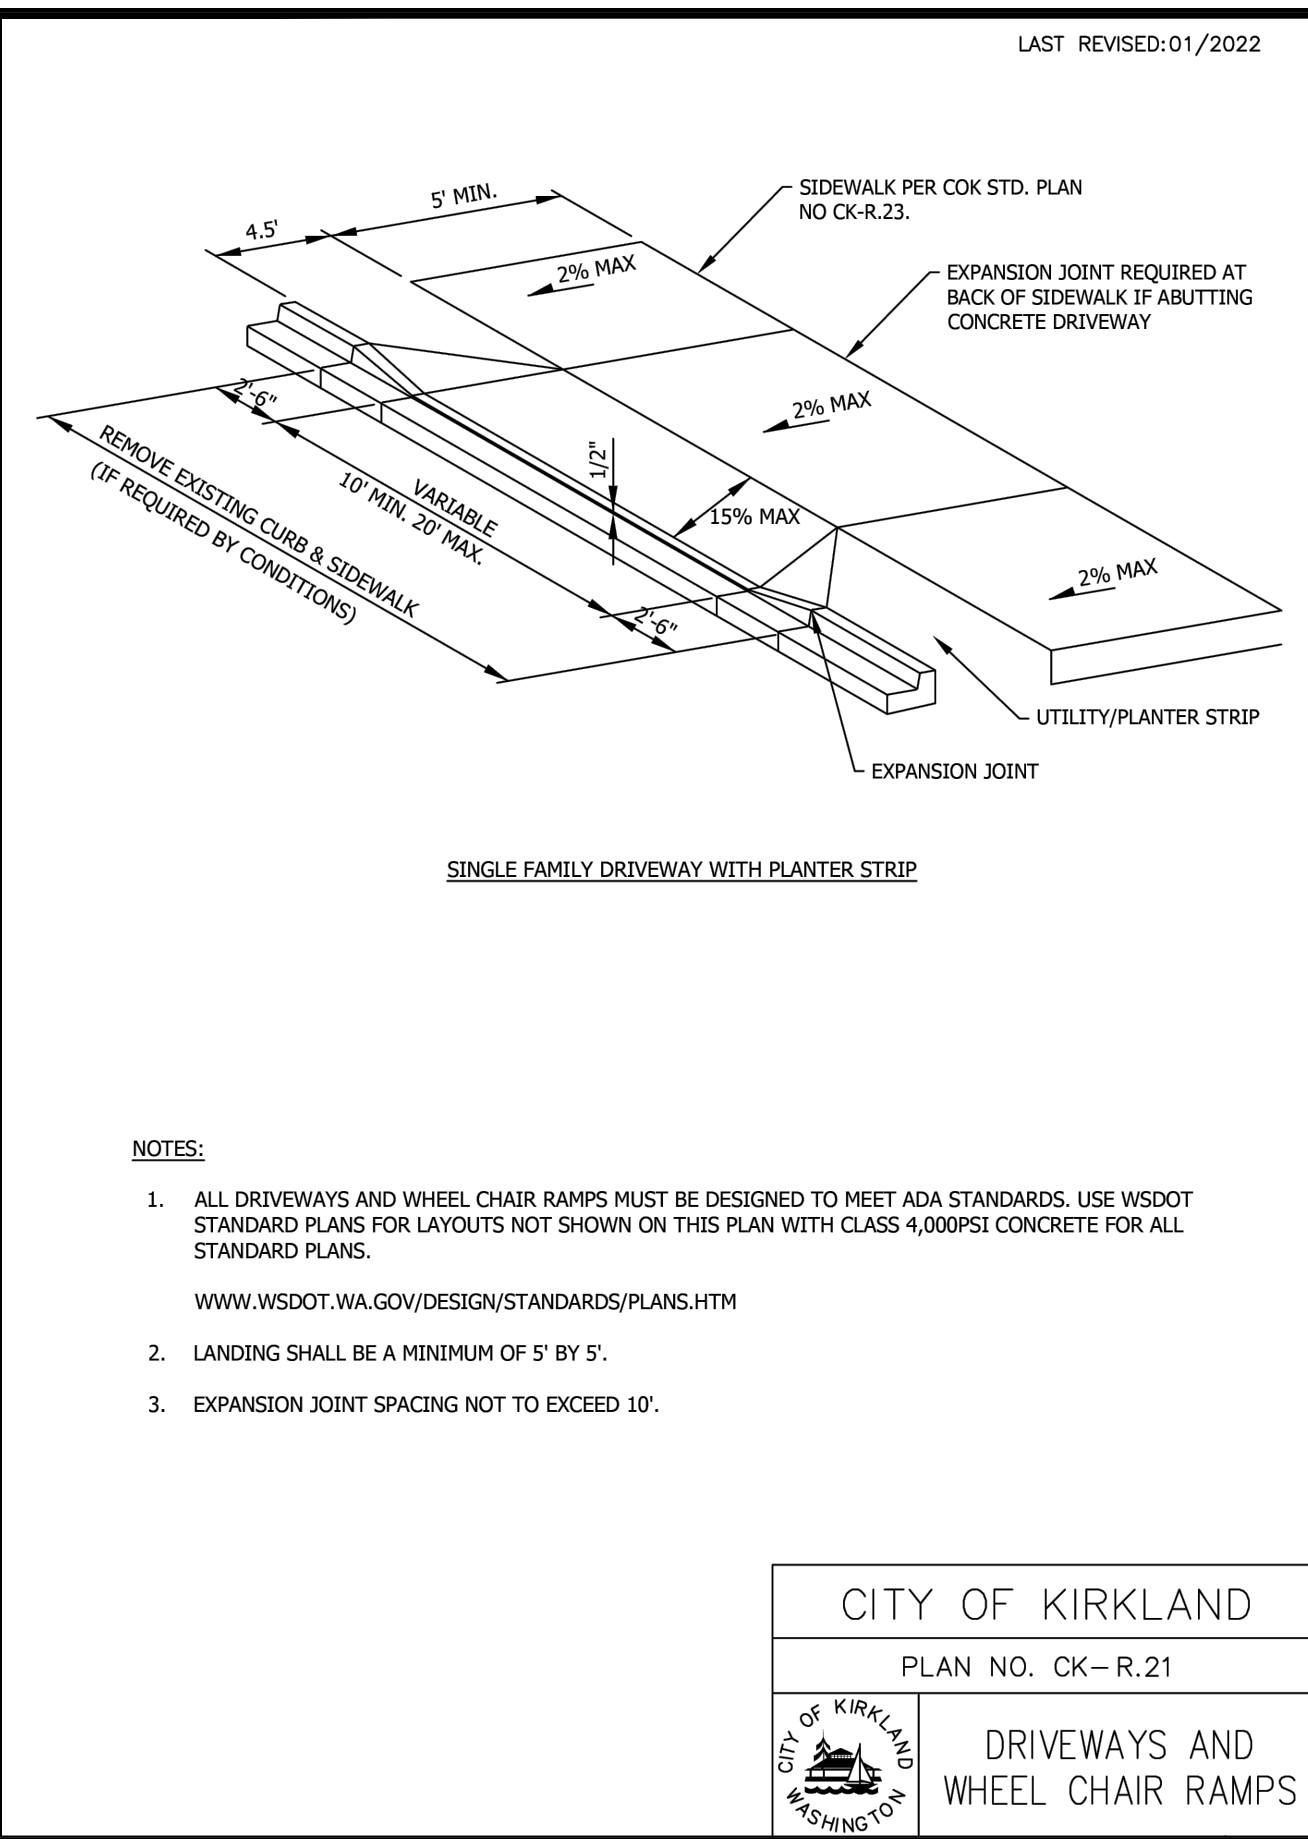 LAST REVISED:01/2022
5' MIN.
4.5'
SIDEWALK PER COK STD. PLAN
NO CK-R.23.
2% MAX
EXPANSION JOINT REQUIRED AT
BACK OF SIDEWALK IF ABUTTING
CONCRETE DRIVEWAY
2'-6"
2% MAX
REMOVE EXISTING CURB & SIDEWALK
(IF REQUIRED BY CONDITIONS)
VARIABLE
10' MIN. 20' MAX.
1/2"
15% MAX
2% MAX
2'-6"
UTILITY/PLANTER STRIP
EXPANSION JOINT
SINGLE FAMILY DRIVEWAY WITH PLANTER STRIP
NOTES:
1. ALL DRIVEWAYS AND WHEEL CHAIR RAMPS MUST BE DESIGNED TO MEET ADA STANDARDS. USE WSDOT
STANDARD PLANS FOR LAYOUTS NOT SHOWN ON THIS PLAN WITH CLASS 4,000PSI CONCRETE FOR ALL
STANDARD PLANS.
WWW.WSDOT.WA.GOV/DESIGN/STANDARDS/PLANS.HTM
2. LANDING SHALL BE A MINIMUM OF 5' BY 5'.
3. EXPANSION JOINT SPACING NOT TO EXCEED 10'.
CITY OF KIRKLAND
PLAN NO. CK-R.21
CITY OF KIRKLAND
WASHINGTON
DRIVEWAYS AND
WHEEL CHAIR RAMPS